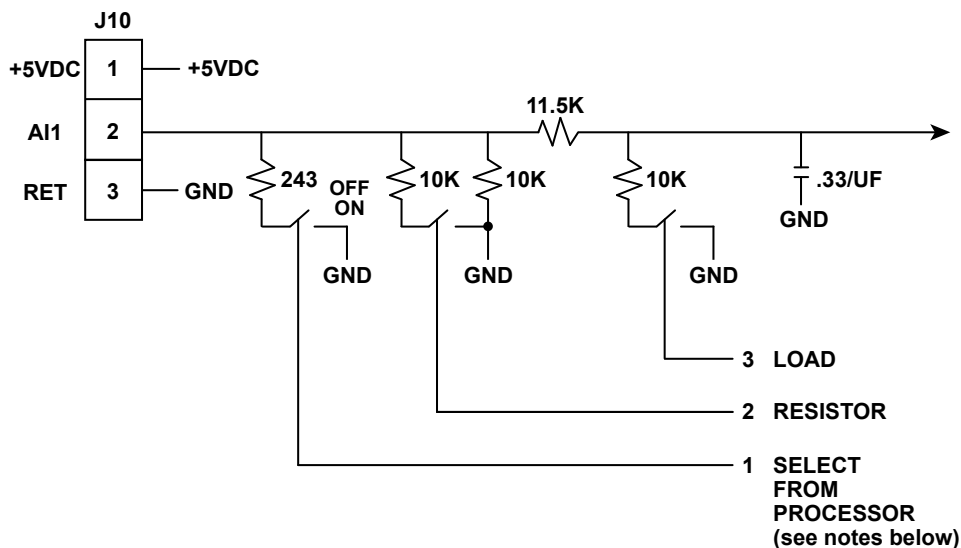 J10
+5VDC 1 +5VDC
AI1 2
RET 3 GND
11.5K
243
OFF
ON
10K
10K
10K
.33/UF
GND
GND
GND
GND
3 LOAD
2 RESISTOR
1 SELECT
FROM
PROCESSOR
(see notes below)